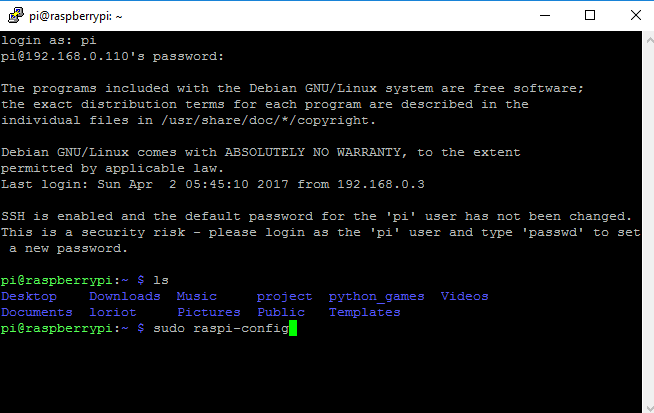 pi@raspberrypi: ~
login as: pi
pi@192.168.0.110's password:
The programs included with the Debian GNU/Linux system are free software;
the exact distribution terms for each program are described in the
individual files in /usr/share/doc/*/copyright.
Debian GNU/Linux comes with ABSOLUTELY NO WARRANTY, to the extent
permitted by applicable law.
Last login: Sun Apr  2 05:45:10 2017 from 192.168.0.3
SSH is enabled and the default password for the 'pi' user has not been changed.
This is a security risk - please login as the 'pi' user and type 'passwd' to set
 a new password.
pi@raspberrypi:~ $ ls
Desktop    Downloads  Music     project  python_games  Videos
Documents  loriot     Pictures  Public   Templates
pi@raspberrypi:~ $ sudo raspi-config